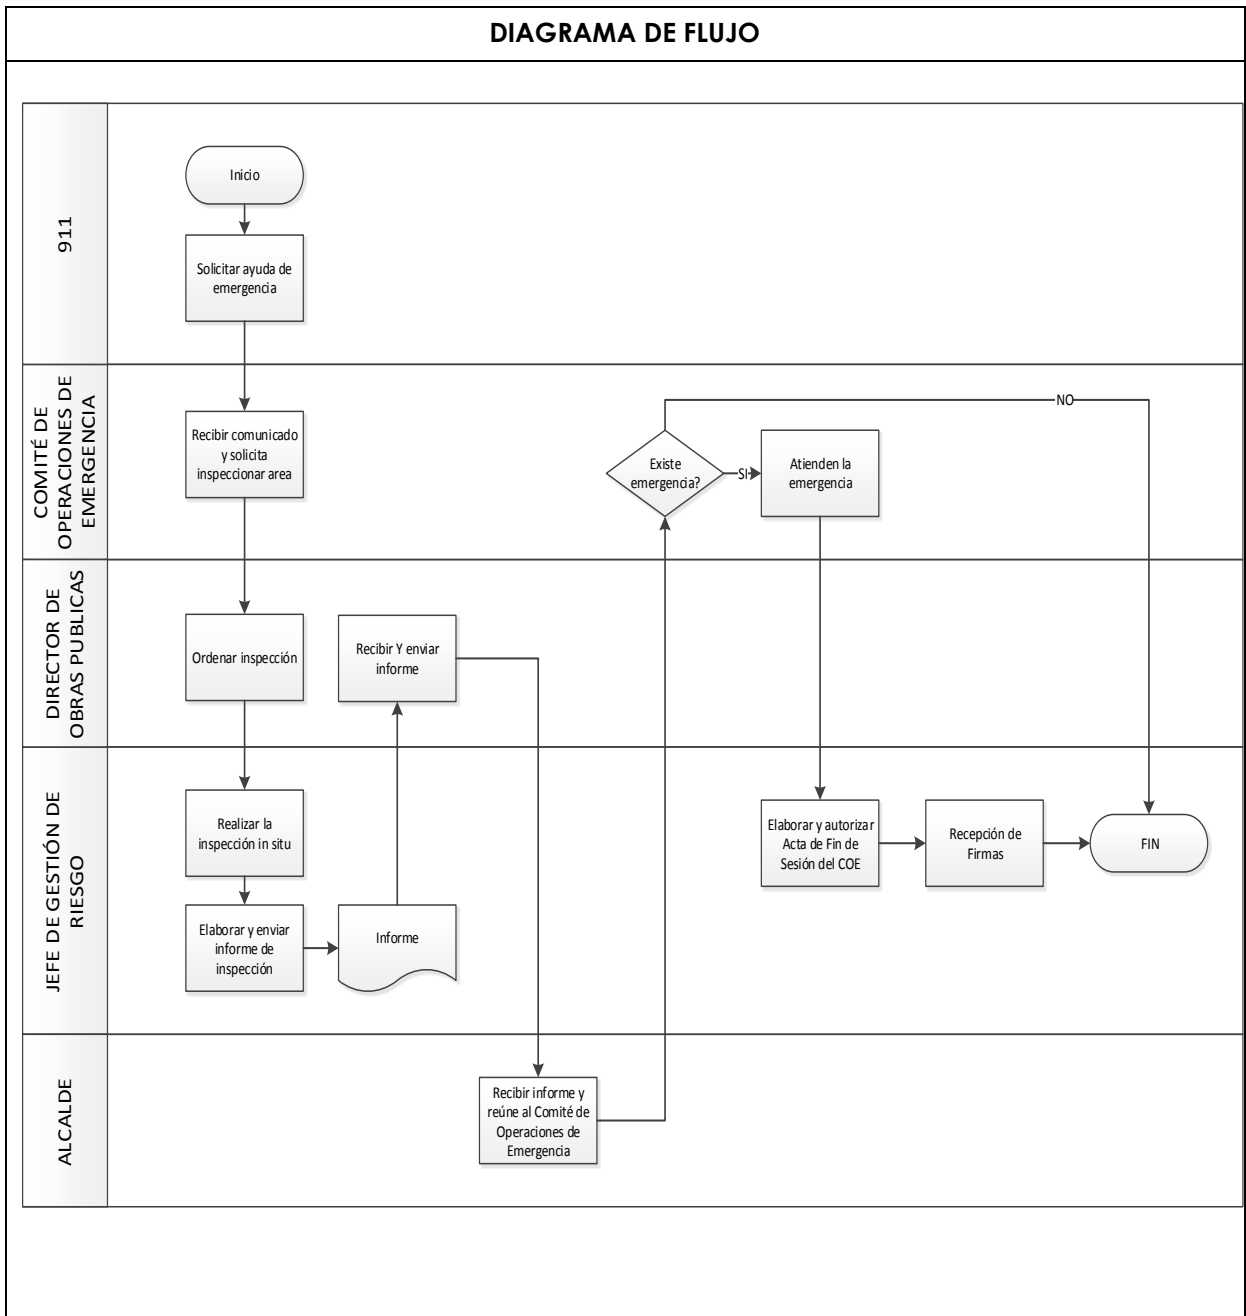 DIAGRAMA DE FLUJO
911
Inicio
Solicitar ayuda de
emergencia
COMITÉ DE
OPERACIONES DE
EMERGENCIA
Recibir comunicado
y solicita
inspeccionar area
Existe
emergencia?
SI
NO
Atienden la
emergencia
DIRECTOR DE
OBRAS PUBLICAS
Ordenar inspección
Recibir Y enviar
informe
JEFE DE GESTIÓN DE
RIESGO
Realizar la
inspección in situ
Elaborar y enviar
informe de
inspección
Informe
Elaborar y autorizar
Acta de Fin de
Sesión del COE
Recepción de
Firmas
FIN
ALCALDE
Recibir informe y
reúne al Comité de
Operaciones de
Emergencia